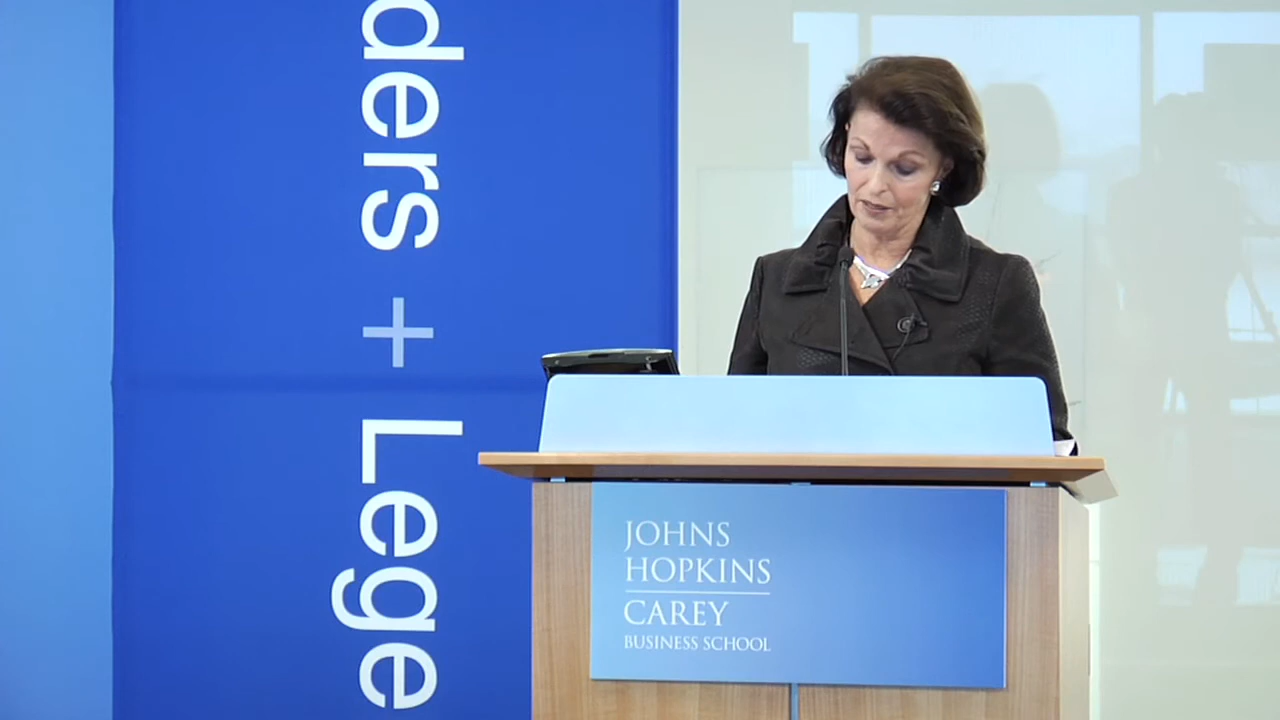 ders + Lege
JOHNS
HOPKINS
CAREY
BUSINESS SCHOOL